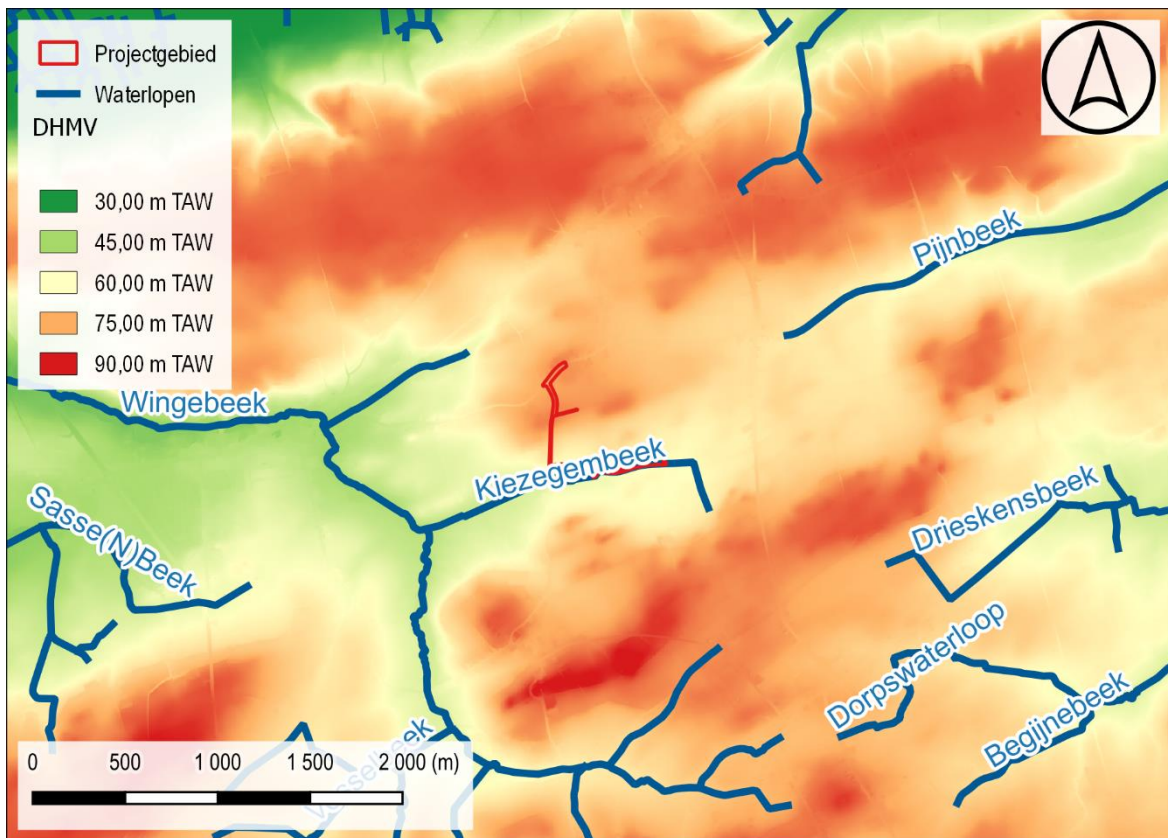 Projectgebied
Waterlopen
DHMV
30,00 m TAW
45,00 m TAW
60,00 m TAW
75,00 m TAW
90,00 m TAW
Pijnbeek
Wingebeek
Kiezegembeek
Sasse(N)Beek
Drieskensbeek
Dorpswaterloop
Begijnebeek
Vosselbeek
0 500 1 000 1 500 2 000 (m)